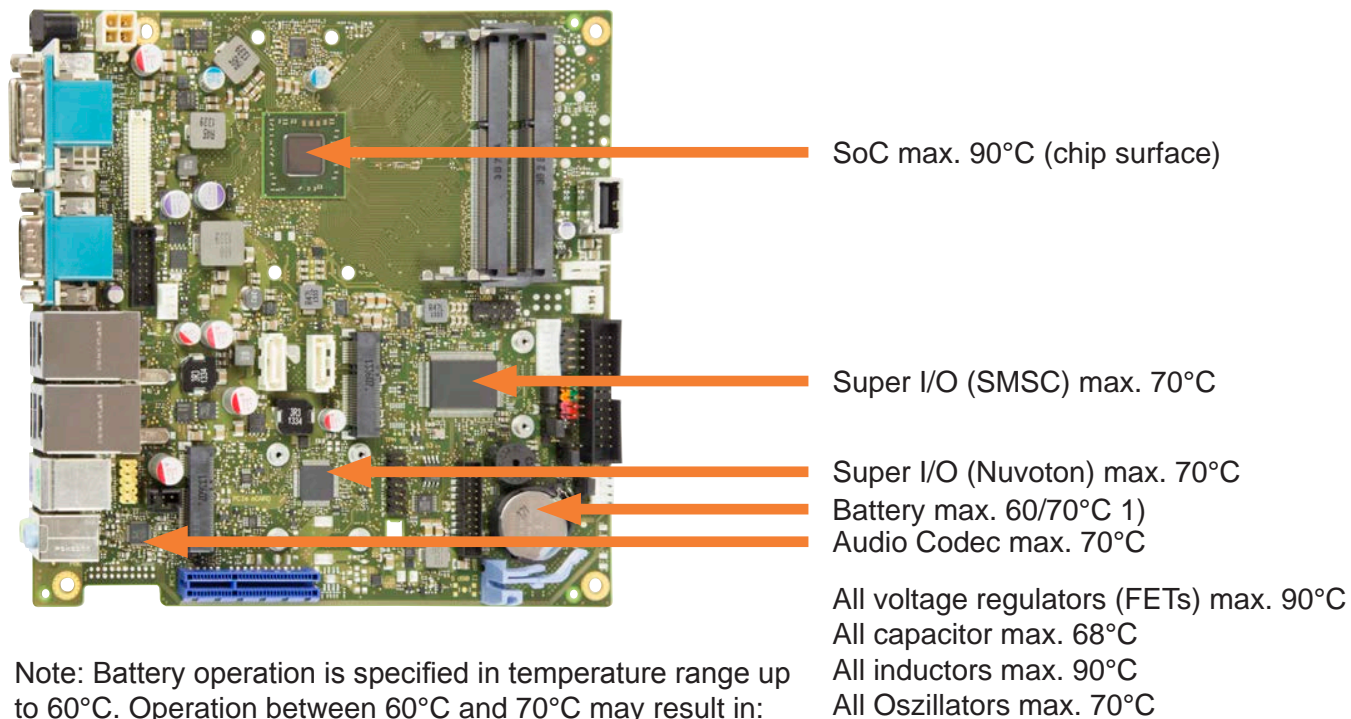 SoC max. 90°C (chip surface)
Super I/O (SMSC) max. 70°C
Super I/O (Nuvoton) max. 70°C
Battery max. 60/70°C 1)
Audio Codec max. 70°C
All voltage regulators (FETs) max. 90°C
All capacitor max. 68°C
All inductors max. 90°C
All Oszillators max. 70°C
Note: Battery operation is specified in temperature range up
to 60°C. Operation between 60°C and 70°C may result in: